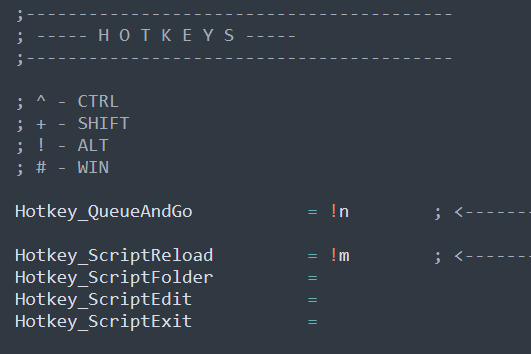 ;-----------------------------------------
; ----- H O T K E Y S -----
;-----------------------------------------
; ^ - CTRL
; + - SHIFT
; ! - ALT
; # - WIN
Hotkey_QueueAndGo           = !n        ; <-------
Hotkey_ScriptReload         = !m        ; <-------
Hotkey_ScriptFolder         =
Hotkey_ScriptEdit           =
Hotkey_ScriptExit           =